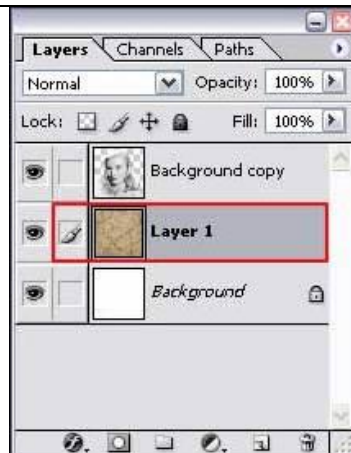 Layers Channels Paths
Normal Opacity: 100%
Lock: Fill: 100%
Background copy
Layer 1
Background